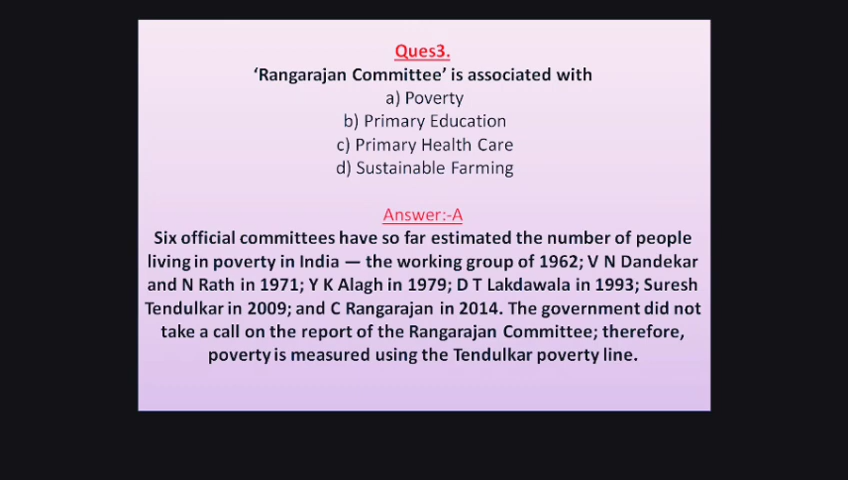 Ques3.
‘Rangarajan Committee’ is associated with
a) Poverty
b) Primary Education
c) Primary Health Care
d) Sustainable Farming
Answer:-A
Six official committees have so far estimated the number of people
living in poverty in India — the working group of 1962; V N Dandekar
and N Rath in 1971; Y K Alagh in 1979; D T Lakdawala in 1993; Suresh
Tendulkar in 2009; and C Rangarajan in 2014. The government did not
take a call on the report of the Rangarajan Committee; therefore,
poverty is measured using the Tendulkar poverty line.